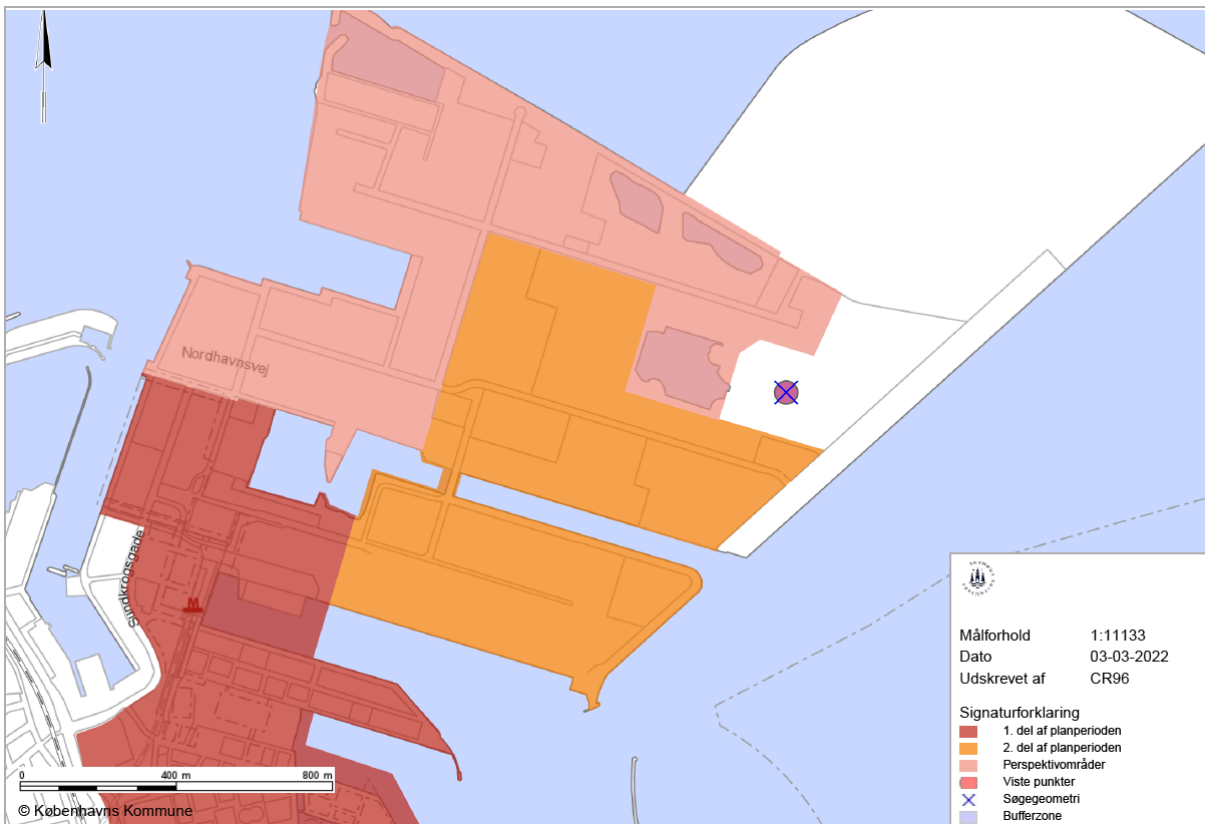 Nordhavnsvej
Sundkrogsgade
M
0 400 m 800 m
© Københavns Kommune
Målforhold 1:11133
Dato 03-03-2022
Udskrevet af CR96
Signaturforklaring
1. del af planperioden
2. del af planperioden
Perspektivområder
Viste punkter
Søgegeometri
Bufferzone